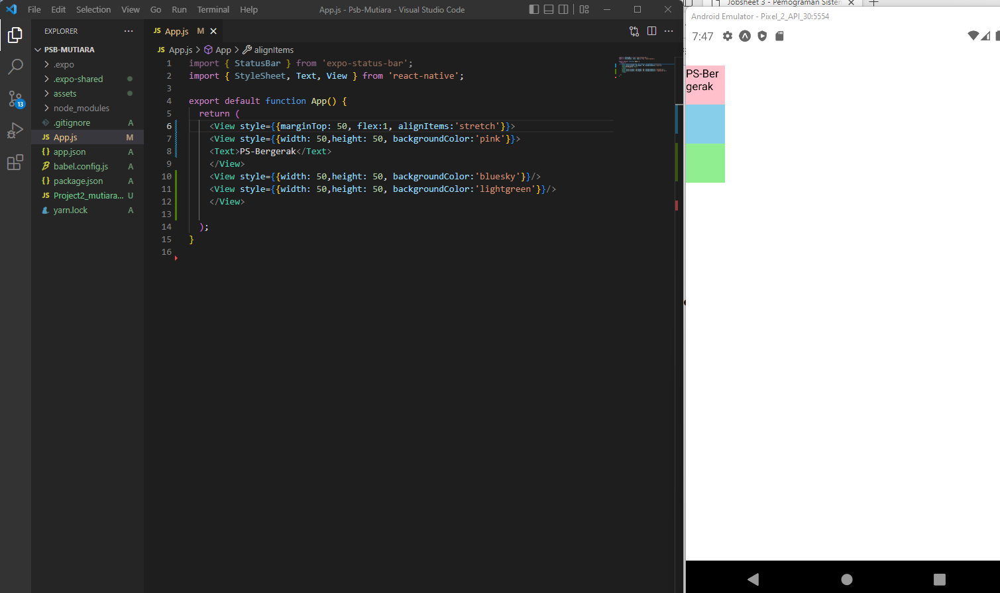 File Edit Selection View Go Run Terminal Help
App.js - Psb-Mutiara - Visual Studio Code
EXPLORER
PSB-MUTIARA
.expo
.expo-shared
assets
node_modules
.gitignore A
JS App.js M
{} app.json A
babel.config.js A
{} package.json A
JS Project2_mutiara... U
yarn.lock A
13
JS App.js M
JS App.js > App > alignItems
1 import { StatusBar } from 'expo-status-bar';
2 import { StyleSheet, Text, View } from 'react-native';
3
4 export default function App() {
5 return (
6 <View style={{marginTop: 50, flex:1, alignItems:'stretch'}}>
7 <View style={{width: 50,height: 50, backgroundColor:'pink'}}>
8 <Text>PS-Bergerak</Text>
9 </View>
10 <View style={{width: 50,height: 50, backgroundColor:'bluesky'}}/>
11 <View style={{width: 50,height: 50, backgroundColor:'lightgreen'}}/>
12 </View>
13
14 );
15 }
16
Jobsheet 3 - Pemograman Sistem
Android Emulator - Pixel_2_API_30:5554
7:47
PS-Ber
gerak